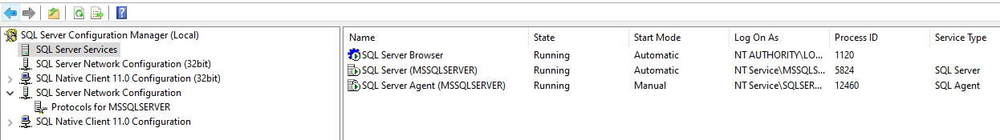 SQL Server Configuration Manager (Local)
SQL Server Services
SQL Server Network Configuration (32bit)
SQL Native Client 11.0 Configuration (32bit)
SQL Server Network Configuration
Protocols for MSSQLSERVER
SQL Native Client 11.0 Configuration
Name State Start Mode Log On As Process ID Service Type
SQL Server Browser Running Automatic NT AUTHORITY\LO... 1120
SQL Server (MSSQLSERVER) Running Automatic NT Service\MSSQLS... 5824 SQL Server
SQL Server Agent (MSSQLSERVER) Running Manual NT Service\SQLSER... 12460 SQL Agent